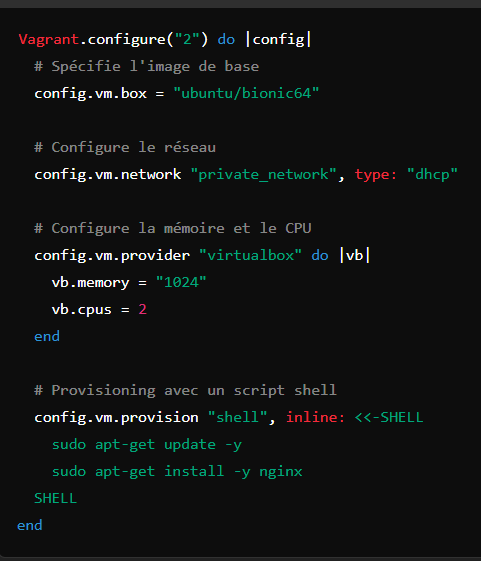 Vagrant.configure("2") do |config|
  # Spécifie l'image de base
  config.vm.box = "ubuntu/bionic64"

  # Configure le réseau
  config.vm.network "private_network", type: "dhcp"

  # Configure la mémoire et le CPU
  config.vm.provider "virtualbox" do |vb|
    vb.memory = "1024"
    vb.cpus = 2
  end

  # Provisioning avec un script shell
  config.vm.provision "shell", inline: <<-SHELL
    sudo apt-get update -y
    sudo apt-get install -y nginx
  SHELL
end